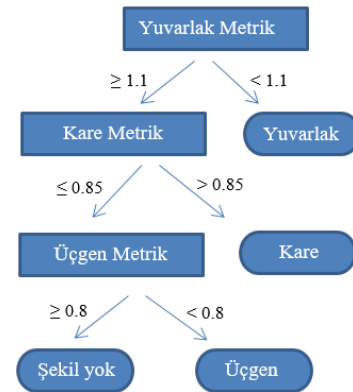 Yuvarlak Metrik
≥ 1.1
< 1.1
Kare Metrik
Yuvarlak
≤ 0.85
> 0.85
Üçgen Metrik
Kare
≥ 0.8
< 0.8
Şekil yok
Üçgen